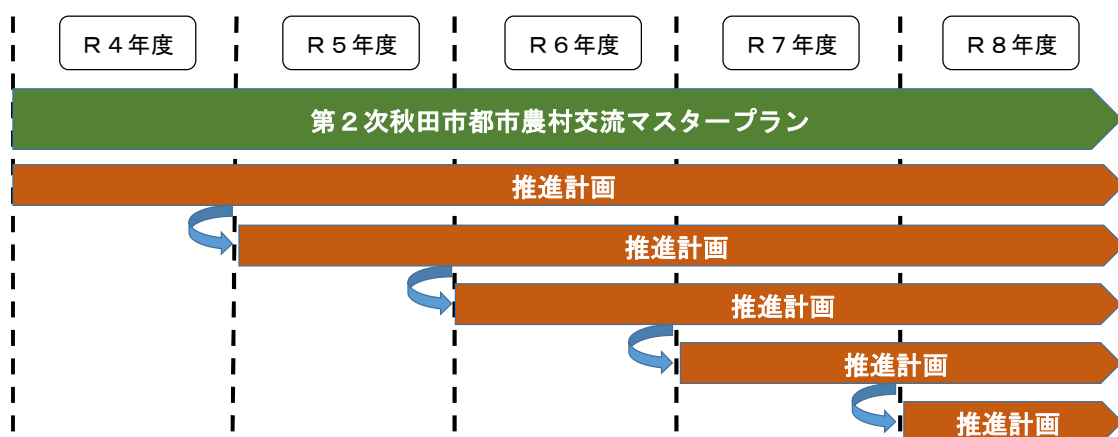 R4年度
R5年度
R6年度
R7年度
R8年度
第2次秋田市都市農村交流マスタープラン
推進計画
推進計画
推進計画
推進計画
推進計画